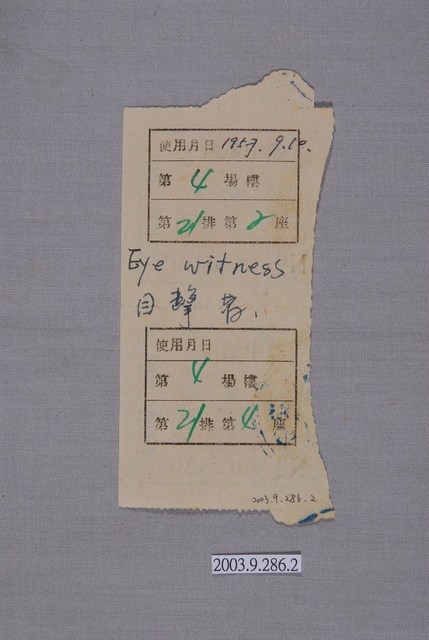 使用月日 1957. 9.10.
第 4 場樓
第 21 排 第 2 座
Eye witness
目擊者.
使用月日
第 4 場樓
第 21 排 第 4 座
2003.9.286.2
2003.9.286.2